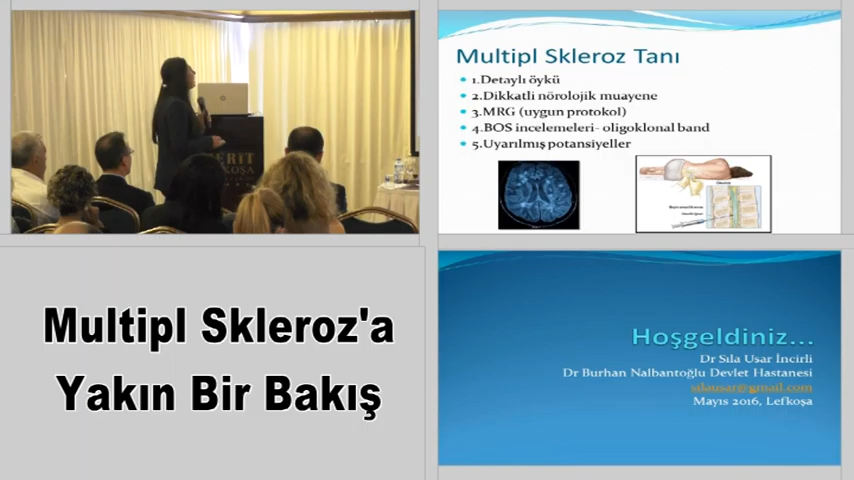 ERİT
KOŞA
Multipl Skleroz Tanı
1.Detaylı öykü
2.Dikkatli nörolojik muayene
3.MRG (uygun protokol)
4.BOS incelemeleri- oligoklonal band
5.Uyarılmış potansiyeller
Multipl Skleroz'a
Yakın Bir Bakış
Hoşgeldiniz...
Dr Sıla Usar İncirli
Dr Burhan Nalbantoğlu Devlet Hastanesi
silausar@gmail.com
Mayıs 2016, Lefkoşa